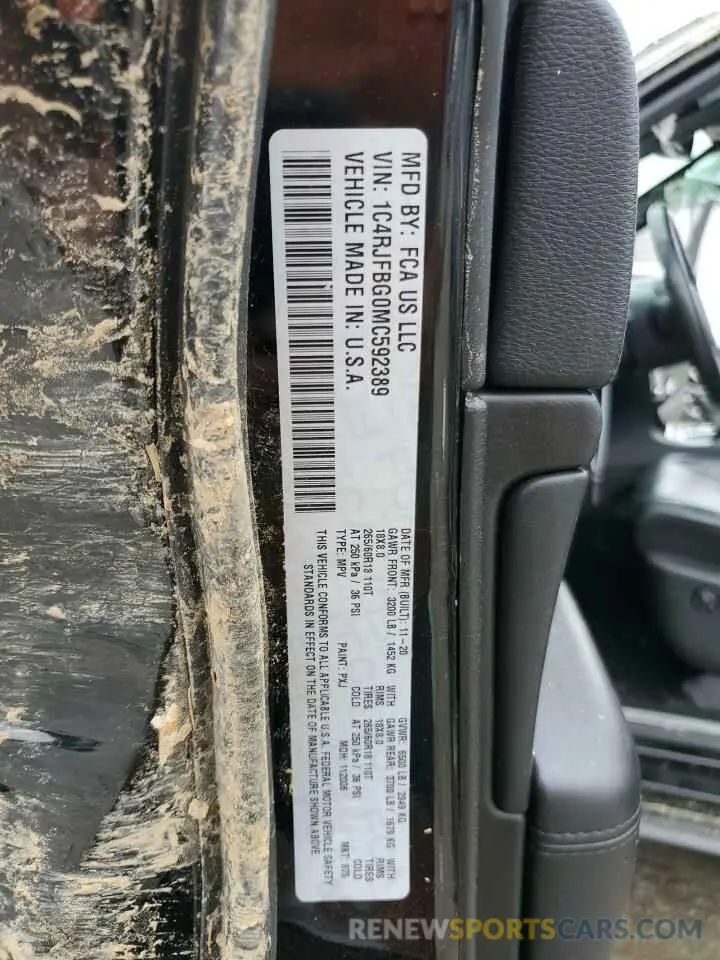 MFD BY: FCA US LLC
VIN: 1C4RJFBG0MC592389
VEHICLE MADE IN: U.S.A.
DATE OF MFR (BUILT): 11-20 GVWR: 6500 LB / 2949 KG
GAWR FRONT: 3200 LB / 1452 KG WITH GAWR REAR: 3700 LB / 1679 KG WITH
18X8.0 RIMS 18X8.0 RIMS
265/60R18 110T TIRES 265/60R18 110T TIRES
AT 250 kPa / 36 PSI COLD AT 250 kPa / 36 PSI COLD
TYPE: MPV PAINT: PXJ MDH: 112008 MKT:
THIS VEHICLE CONFORMS TO ALL APPLICABLE U.S.A. FEDERAL MOTOR VEHICLE SAFETY
STANDARDS IN EFFECT ON THE DATE OF MANUFACTURE SHOWN ABOVE
RENEWSPORTSCARS.COM